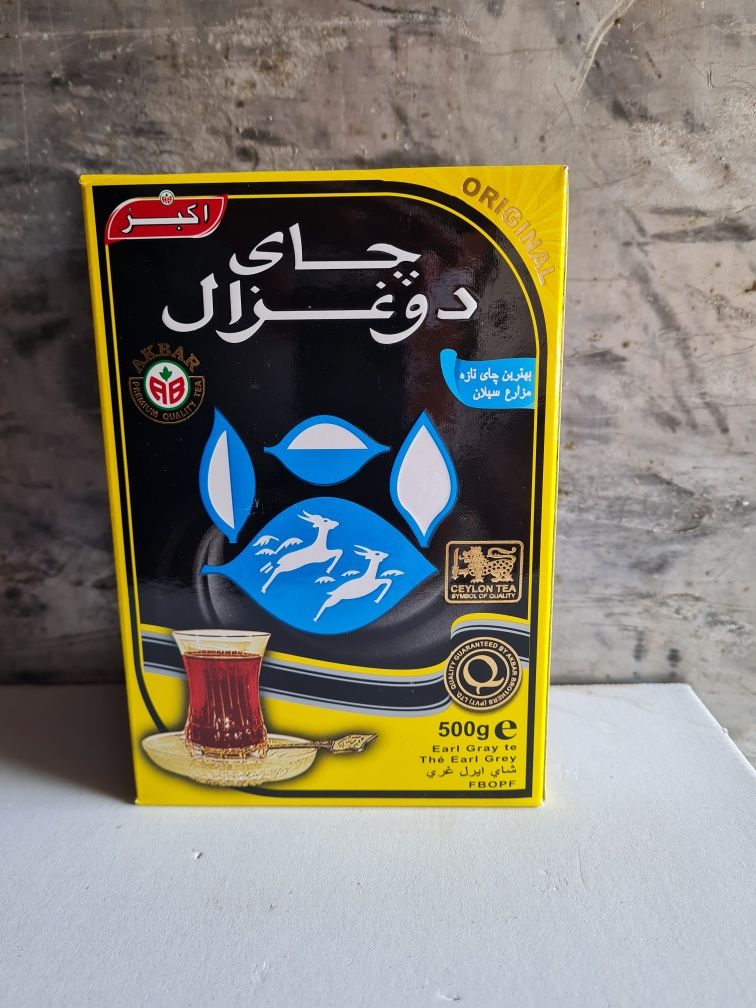 اکبر
ORIGINAL
چای
دوغزال
بهترین چای تازه
مزارع سیلان
AKBAR
AB
PREMIUM QUALITY TEA
CEYLON TEA
SYMBOL OF QUALITY
QUALITY GUARANTEED BY AKBAR BROTHERS (PVT) LTD.
Q
500g e
Earl Gray te
Thé Earl Grey
شاي ايرل غري
FBOPF